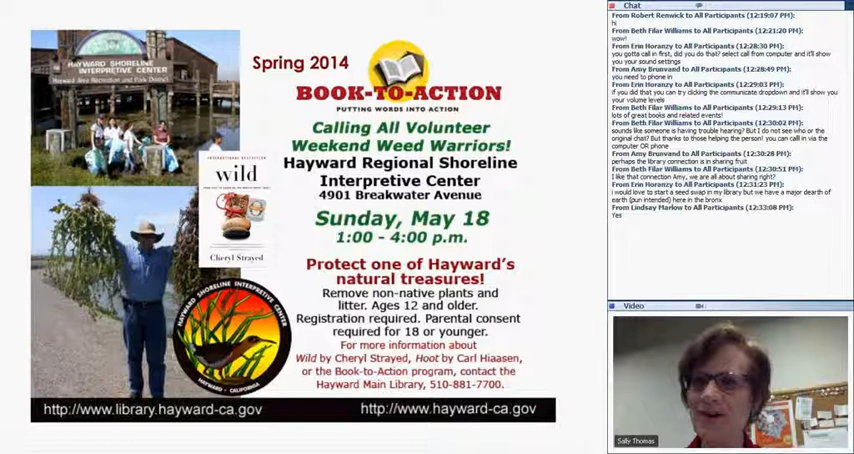 HAYWARD SHORELINE
INTERPRETIVE CENTER
Hayward Area Recreation and Park District
Spring 2014
BOOK-TO-ACTION
PUTTING WORDS INTO ACTION
Calling All Volunteer
Weekend Weed Warriors!
Hayward Regional Shoreline
Interpretive Center
4901 Breakwater Avenue
Sunday, May 18
1:00 - 4:00 p.m.
Protect one of Hayward's
natural treasures!
Remove non-native plants and
litter. Ages 12 and older.
Registration required. Parental consent
required for 18 or younger.
For more information about
Wild by Cheryl Strayed, Hoot by Carl Hiaasen,
or the Book-to-Action program, contact the
Hayward Main Library, 510-881-7700.
wild
Cheryl Strayed
HAYWARD SHORELINE INTERPRETIVE CENTER
HAYWARD - CALIFORNIA
http://www.library.hayward-ca.gov
http://www.hayward-ca.gov
Chat
From Robert Renwick to All Participants (12:19:07 PM):
hi
From Beth Filar Williams to All Participants (12:21:20 PM):
wow!
From Erin Horanzy to All Participants (12:28:30 PM):
you gotta call in first, did you do that? select call from computer and it'll show
you your sound settings
From Amy Brunvand to All Participants (12:28:49 PM):
you need to phone in
From Erin Horanzy to All Participants (12:29:03 PM):
if you did that you can try clicking the communicate dropdown and it'll show you
your volume levels
From Beth Filar Williams to All Participants (12:29:13 PM):
lots of great books and related events!
From Beth Filar Williams to All Participants (12:30:02 PM):
sounds like someone is having trouble hearing? But I do not see who or the
original chat? But thanks to those helping the person! you can call in via the
computer OR phone
From Amy Brunvand to All Participants (12:30:28 PM):
perhaps the library connection is in sharing fruit
From Beth Filar Williams to All Participants (12:30:51 PM):
I like that connection Amy, we are all about sharing right?
From Erin Horanzy to All Participants (12:31:23 PM):
i would love to start a seed swap in my library but we have a major dearth of
earth (pun intended) here in the bronx
From Lindsay Marlow to All Participants (12:33:08 PM):
Yes
Video
Sally Thomas